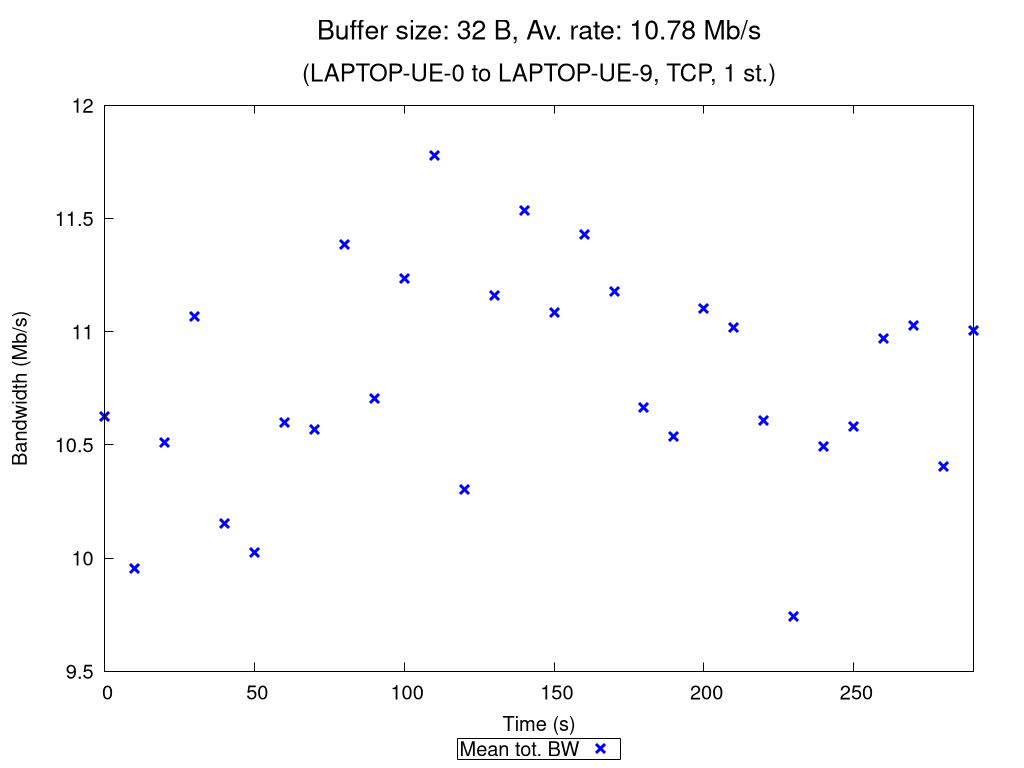 Buffer size: 32 B, Av. rate: 10.78 Mb/s
(LAPTOP-UE-0 to LAPTOP-UE-9, TCP, 1 st.)
12
11.5
11
10.5
10
9.5
Bandwidth (Mb/s)
0 50 100 150 200 250
Time (s)
Mean tot. BW